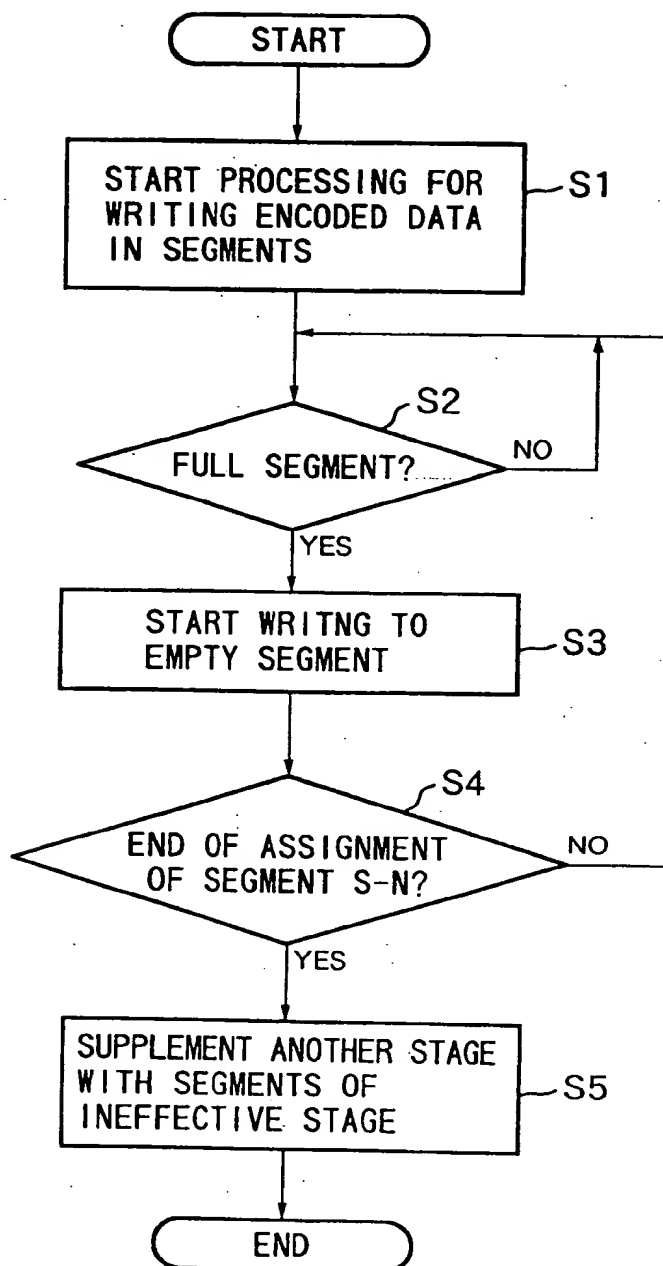 START
START PROCESSING FOR
WRITING ENCODED DATA
IN SEGMENTS
S1
S2
FULL SEGMENT?
NO
YES
START WRITNG TO
EMPTY SEGMENT
S3
S4
END OF ASSIGNMENT
OF SEGMENT S-N?
NO
YES
SUPPLEMENT ANOTHER STAGE
WITH SEGMENTS OF
INEFFECTIVE STAGE
S5
END